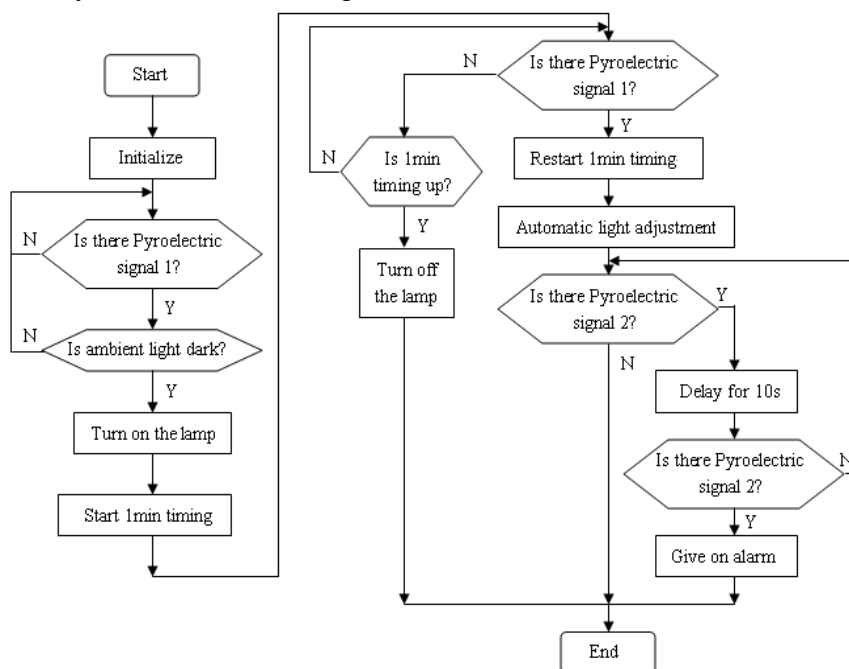 Start
Initialize
Is there Pyroelectric
signal 1?
N
Y
Is ambient light dark?
N
Y
Turn on the lamp
Start 1min timing
Is there Pyroelectric
signal 1?
N
Y
Is 1min
timing up?
N
Y
Turn off
the lamp
Restart 1min timing
Automatic light adjustment
Is there Pyroelectric
signal 2?
Y
N
Delay for 10s
Is there Pyroelectric
signal 2?
N
Y
Give on alarm
End